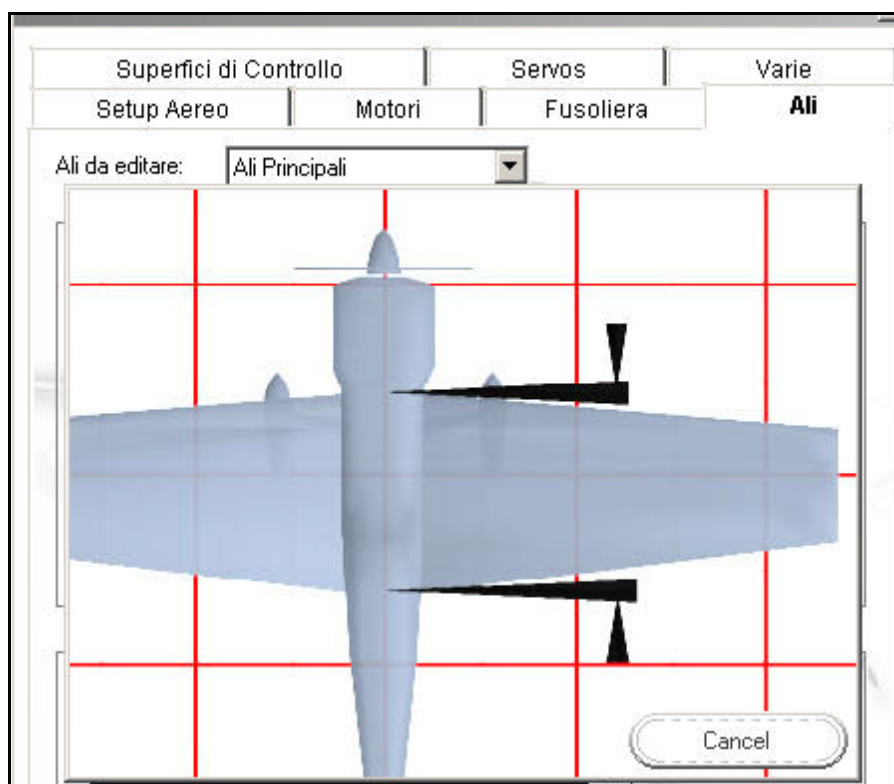 Superfici di Controllo Servos Varie
Setup Aereo Motori Fusoliera Ali
Ali da editare: Ali Principali
Cancel